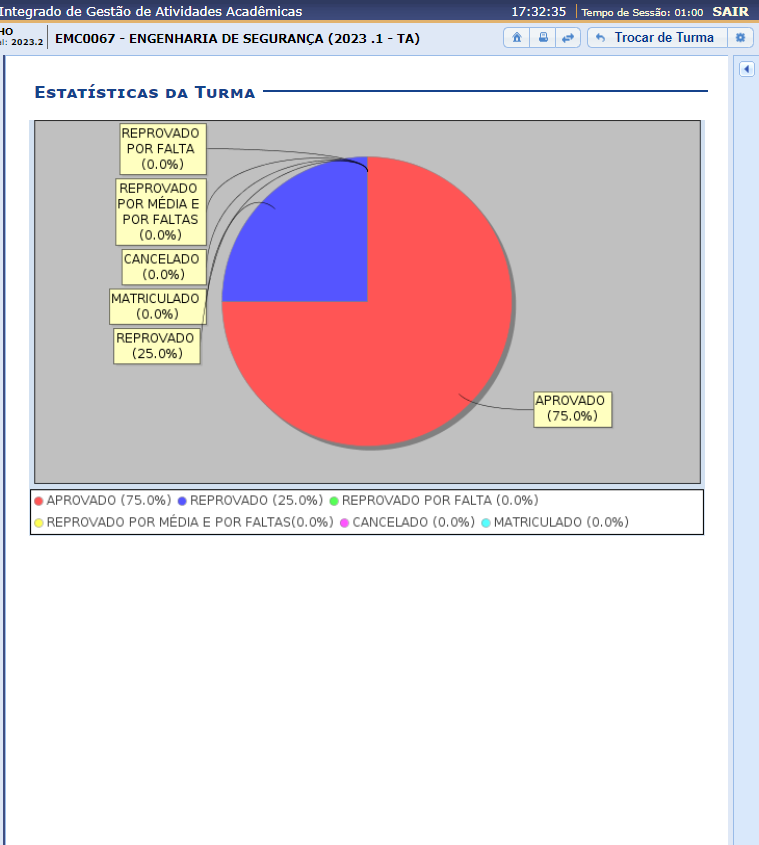 Integrado de Gestão de Atividades Acadêmicas 17:32:35 Tempo de Sessão: 01:00 SAIR
HO
el: 2023.2 EMC0067 - ENGENHARIA DE SEGURANÇA (2023 .1 - TA) Trocar de Turma
Estatísticas da Turma
REPROVADO
POR FALTA
(0.0%)
REPROVADO
POR MÉDIA E
POR FALTAS
(0.0%)
CANCELADO
(0.0%)
MATRICULADO
(0.0%)
REPROVADO
(25.0%)
APROVADO
(75.0%)
APROVADO (75.0%) REPROVADO (25.0%) REPROVADO POR FALTA (0.0%)
REPROVADO POR MÉDIA E POR FALTAS(0.0%) CANCELADO (0.0%) MATRICULADO (0.0%)